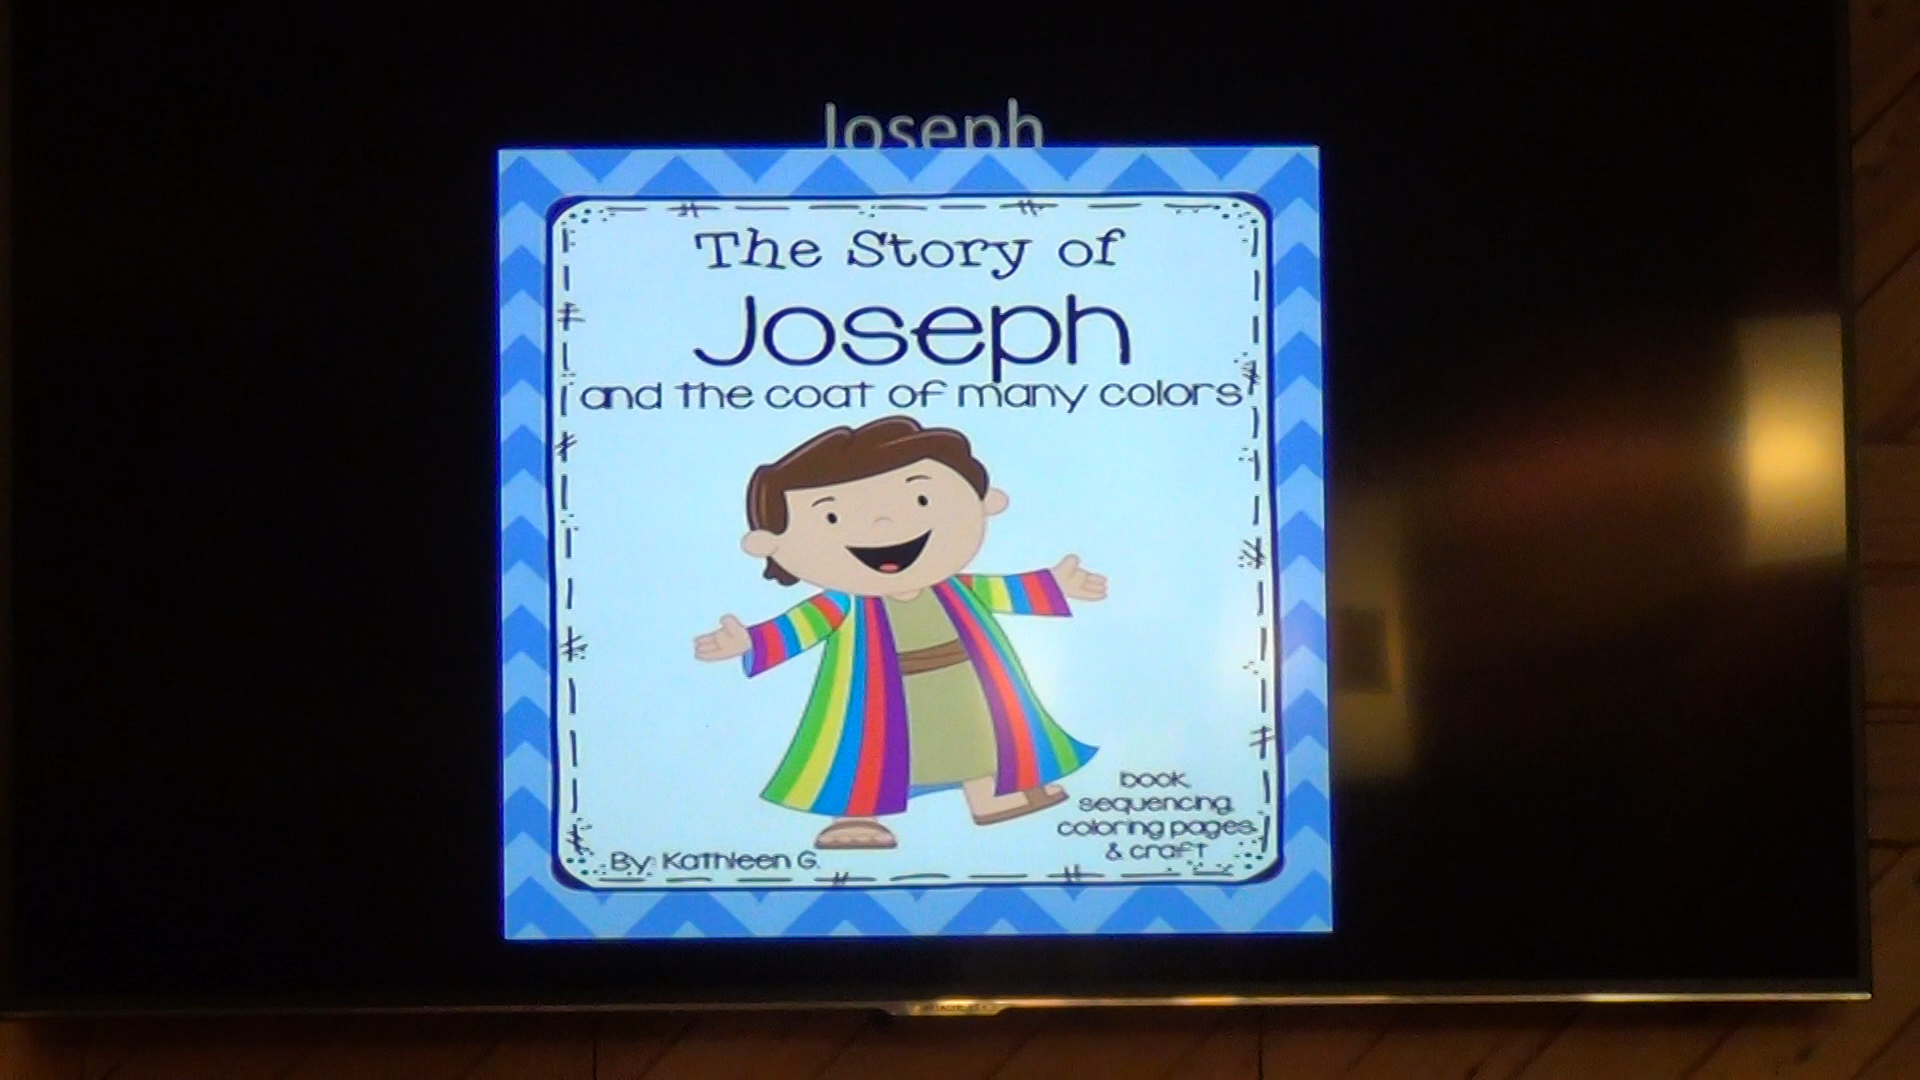 Joseph
The Story of
Joseph
and the coat of many colors
book,
sequencing,
coloring pages,
& craft
By: Kathleen G.